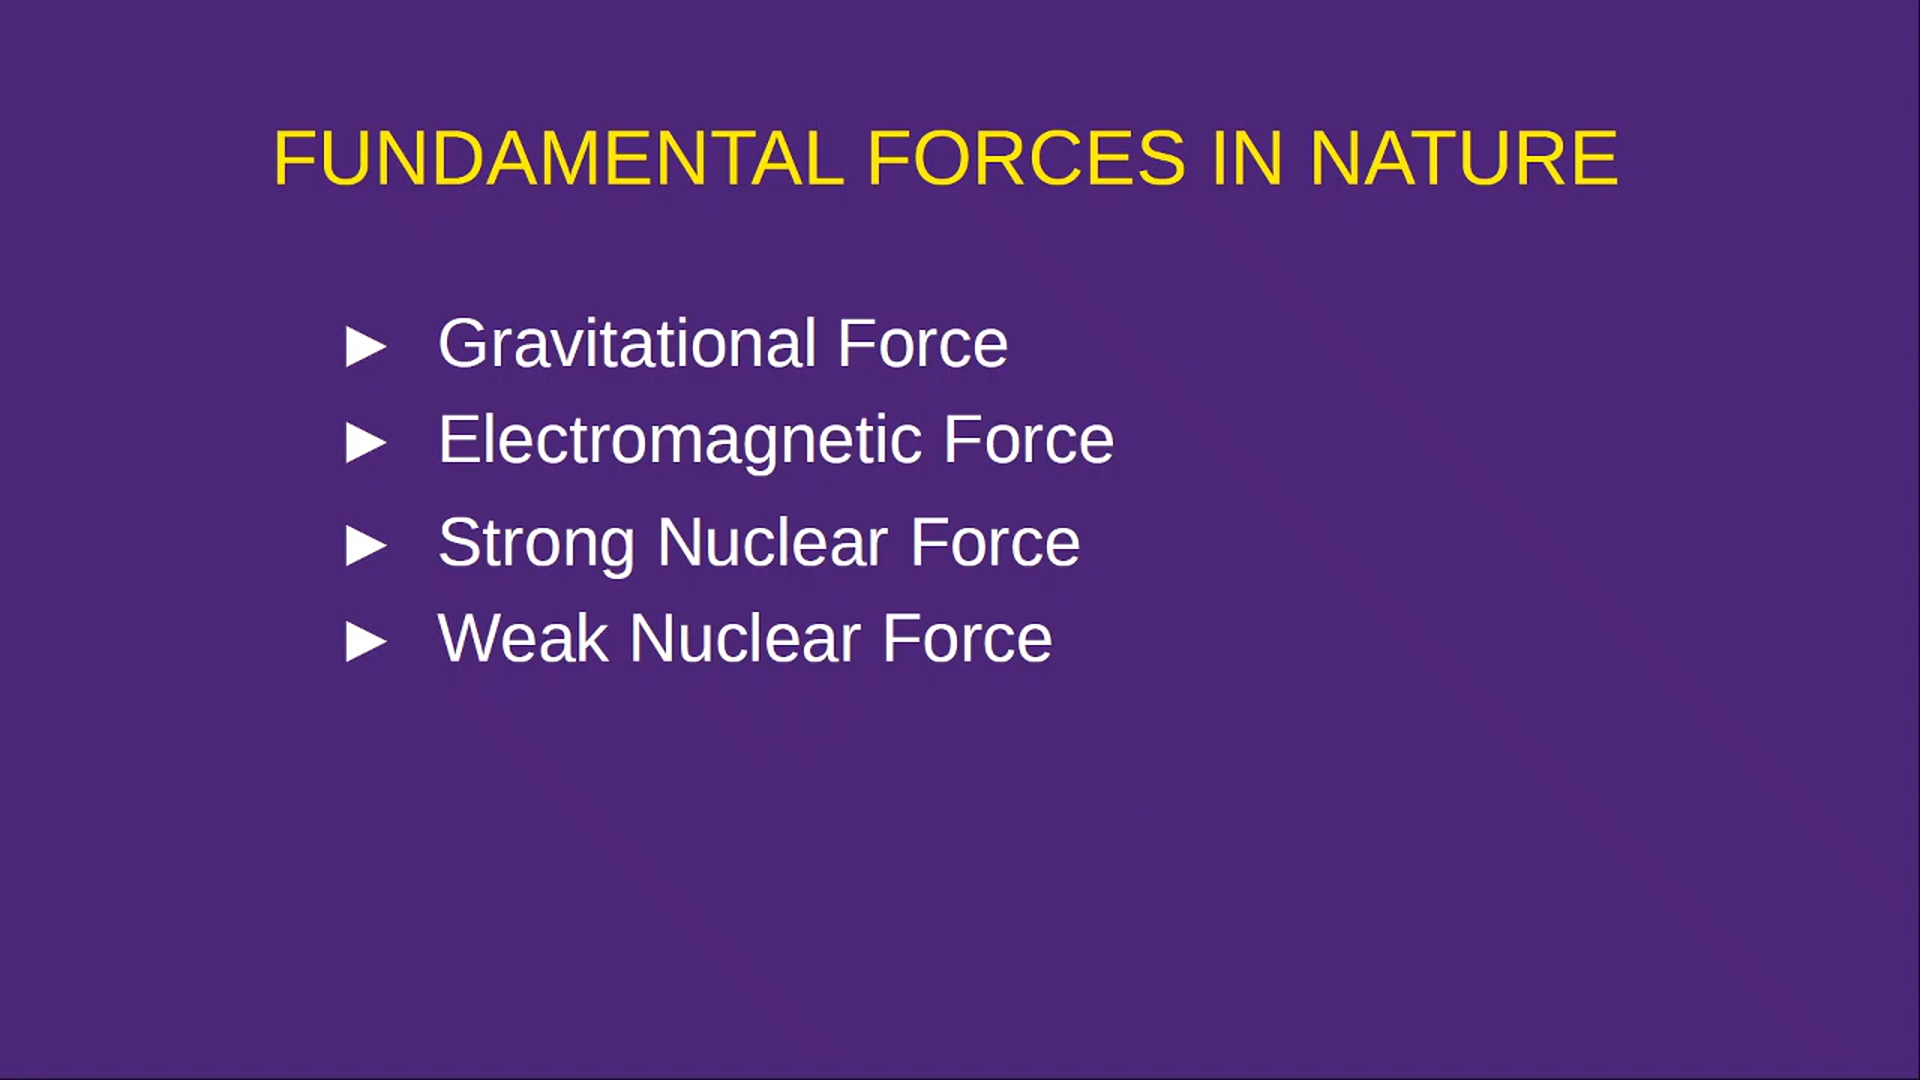 FUNDAMENTAL FORCES IN NATURE
► Gravitational Force
► Electromagnetic Force
► Strong Nuclear Force
► Weak Nuclear Force